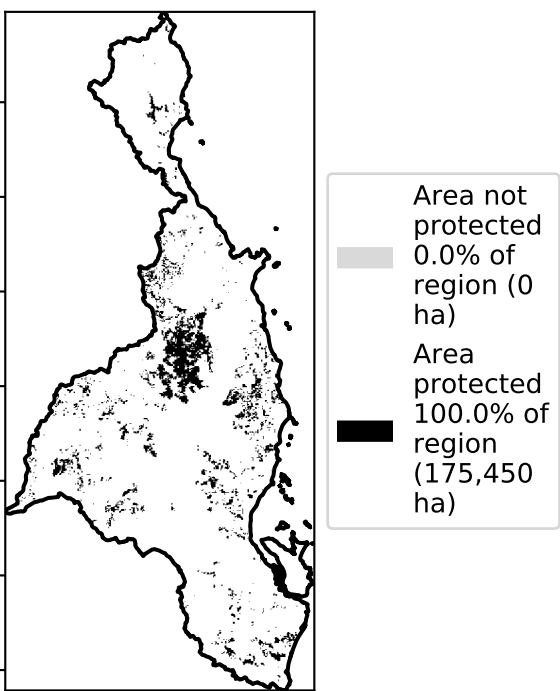 Area not
protected
0.0% of
region (0
ha)
Area
protected
100.0% of
region
(175,450
ha)